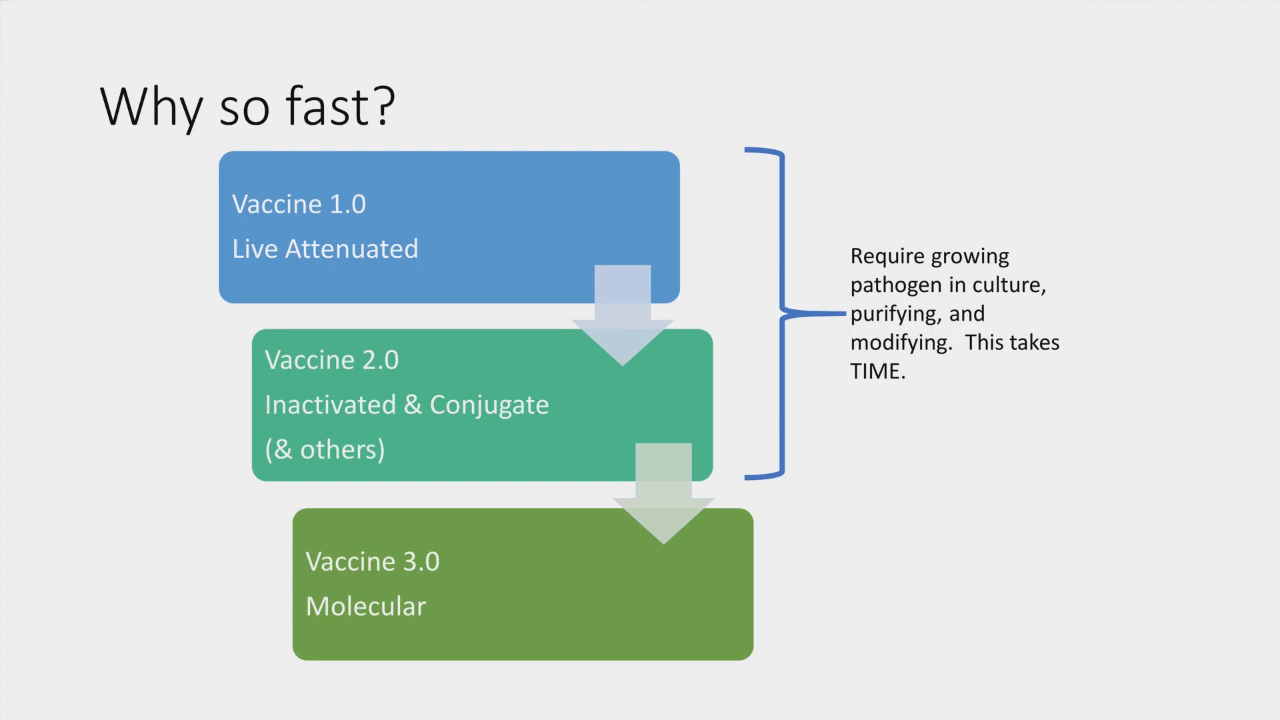 Why so fast?
Vaccine 1.0
Live Attenuated
Vaccine 2.0
Inactivated & Conjugate
(& others)
Vaccine 3.0
Molecular
Require growing
pathogen in culture,
purifying, and
modifying.  This takes
TIME.